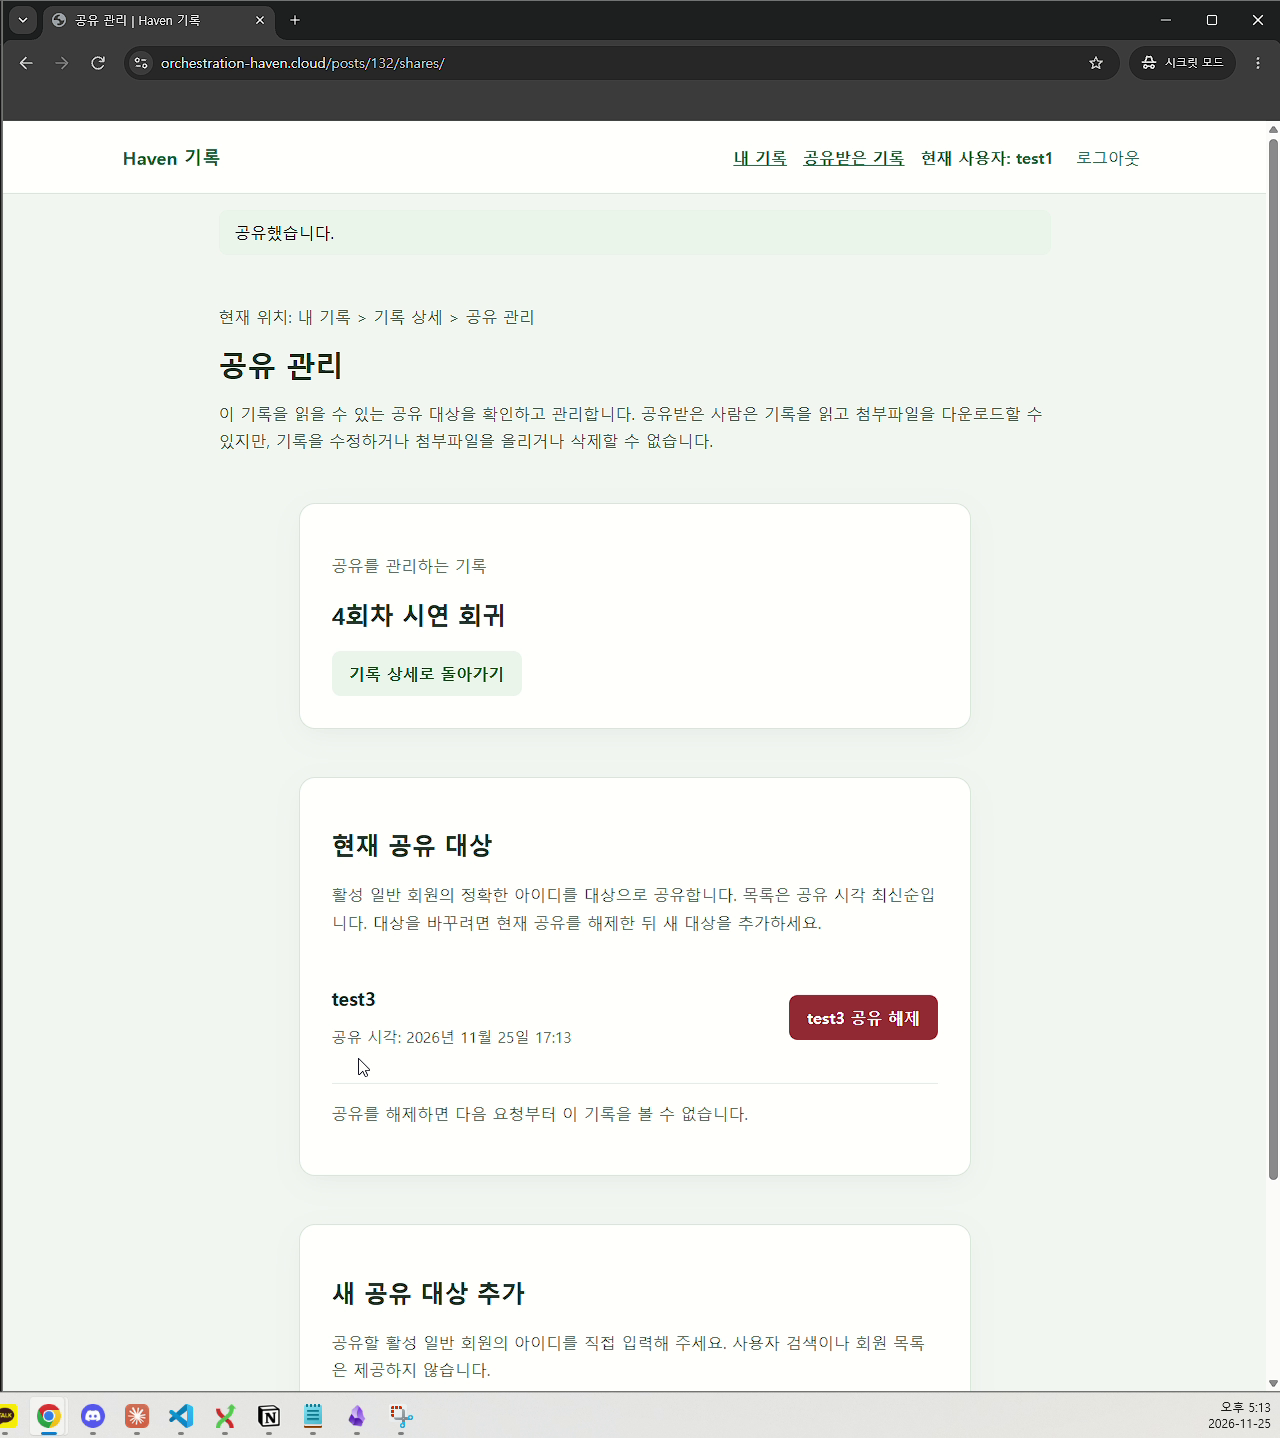 공유 관리 | Haven 기록
orchestration-haven.cloud/posts/132/shares/
시크릿 모드
Haven 기록
내 기록 공유받은 기록 현재 사용자: test1 로그아웃
공유했습니다.
현재 위치: 내 기록 > 기록 상세 > 공유 관리
공유 관리
이 기록을 읽을 수 있는 공유 대상을 확인하고 관리합니다. 공유받은 사람은 기록을 읽고 첨부파일을 다운로드할 수
있지만, 기록을 수정하거나 첨부파일을 올리거나 삭제할 수 없습니다.
공유를 관리하는 기록
4회차 시연 회귀
기록 상세로 돌아가기
현재 공유 대상
활성 일반 회원의 정확한 아이디를 대상으로 공유합니다. 목록은 공유 시각 최신순입
니다. 대상을 바꾸려면 현재 공유를 해제한 뒤 새 대상을 추가하세요.
test3
공유 시각: 2026년 11월 25일 17:13
test3 공유 해제
공유를 해제하면 다음 요청부터 이 기록을 볼 수 없습니다.
새 공유 대상 추가
공유할 활성 일반 회원의 아이디를 직접 입력해 주세요. 사용자 검색이나 회원 목록
은 제공하지 않습니다.
TALK
오후 5:13
2026-11-25